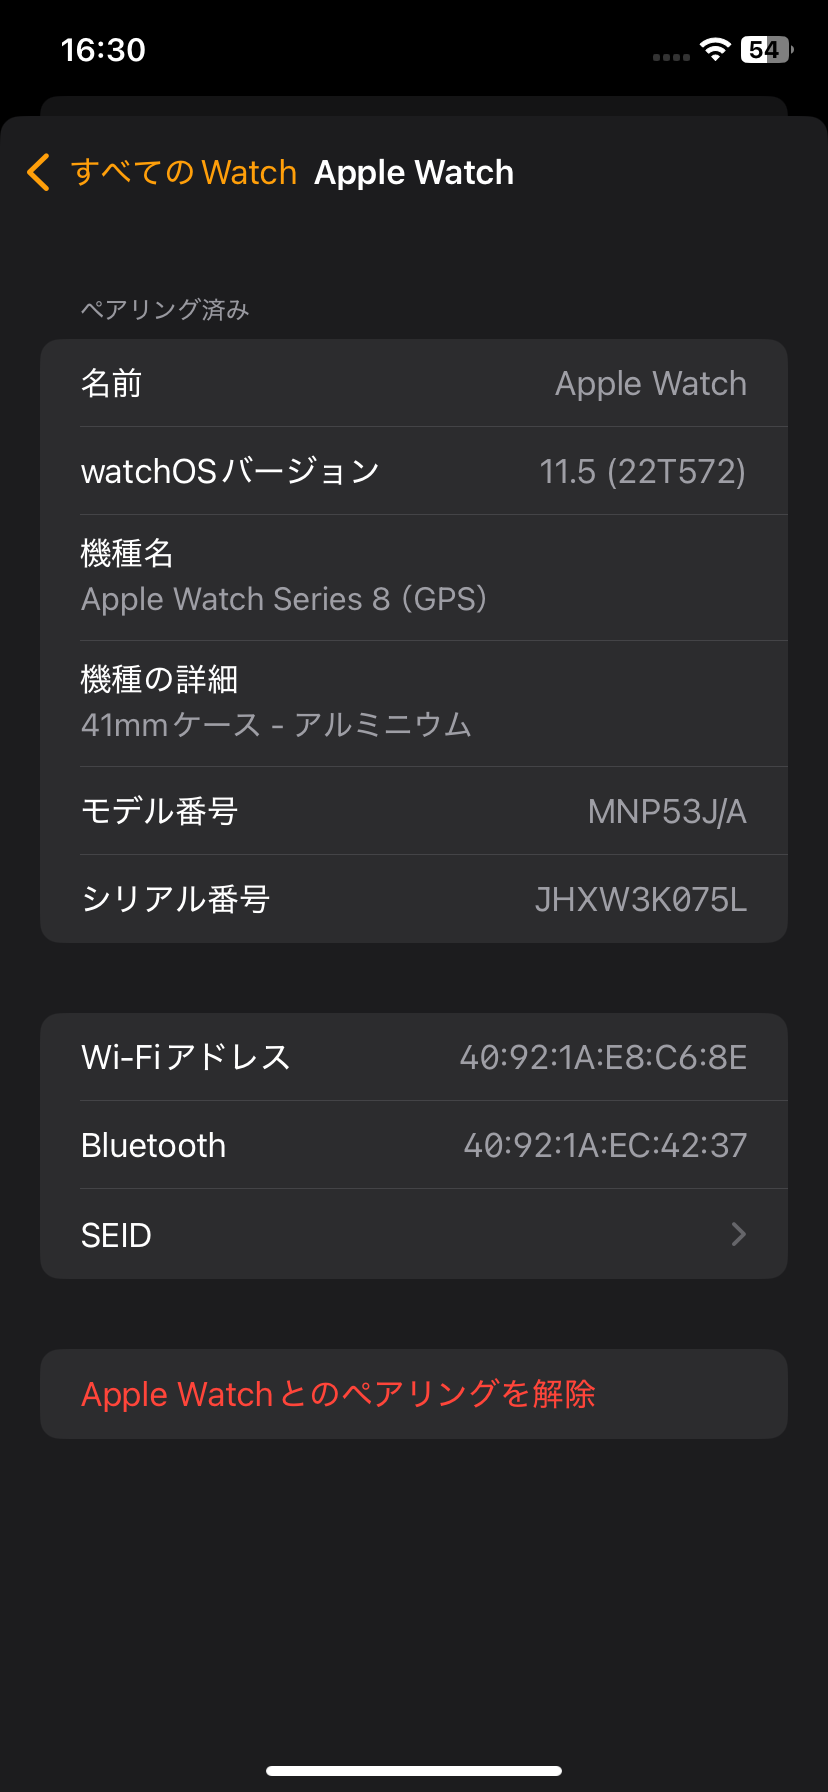 16:30
54
すべてのWatch Apple Watch
ペアリング済み
名前 Apple Watch
watchOSバージョン 11.5 (22T572)
機種名
Apple Watch Series 8（GPS）
機種の詳細
41mmケース - アルミニウム
モデル番号 MNP53J/A
シリアル番号 JHXW3K075L
Wi-Fiアドレス 40:92:1A:E8:C6:8E
Bluetooth 40:92:1A:EC:42:37
SEID
Apple Watchとのペアリングを解除